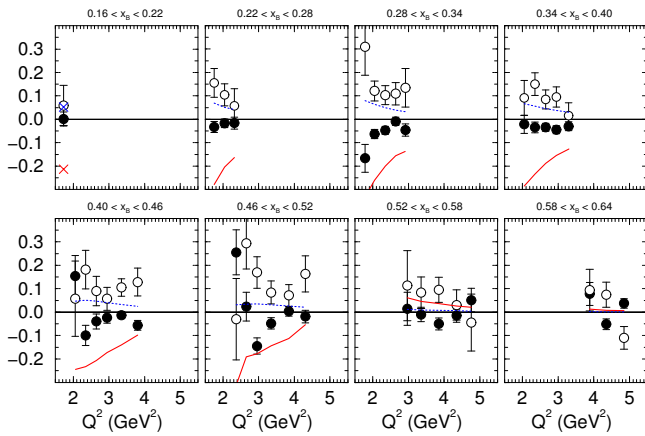 0.16 < x_B < 0.22
0.22 < x_B < 0.28
0.28 < x_B < 0.34
0.34 < x_B < 0.40
0.3
0.2
0.1
0.0
-0.1
-0.2
0.40 < x_B < 0.46
0.46 < x_B < 0.52
0.52 < x_B < 0.58
0.58 < x_B < 0.64
0.3
0.2
0.1
0.0
-0.1
-0.2
2 3 4 5 2 3 4 5 2 3 4 5 2 3 4 5
Q² (GeV²) Q² (GeV²) Q² (GeV²) Q² (GeV²)